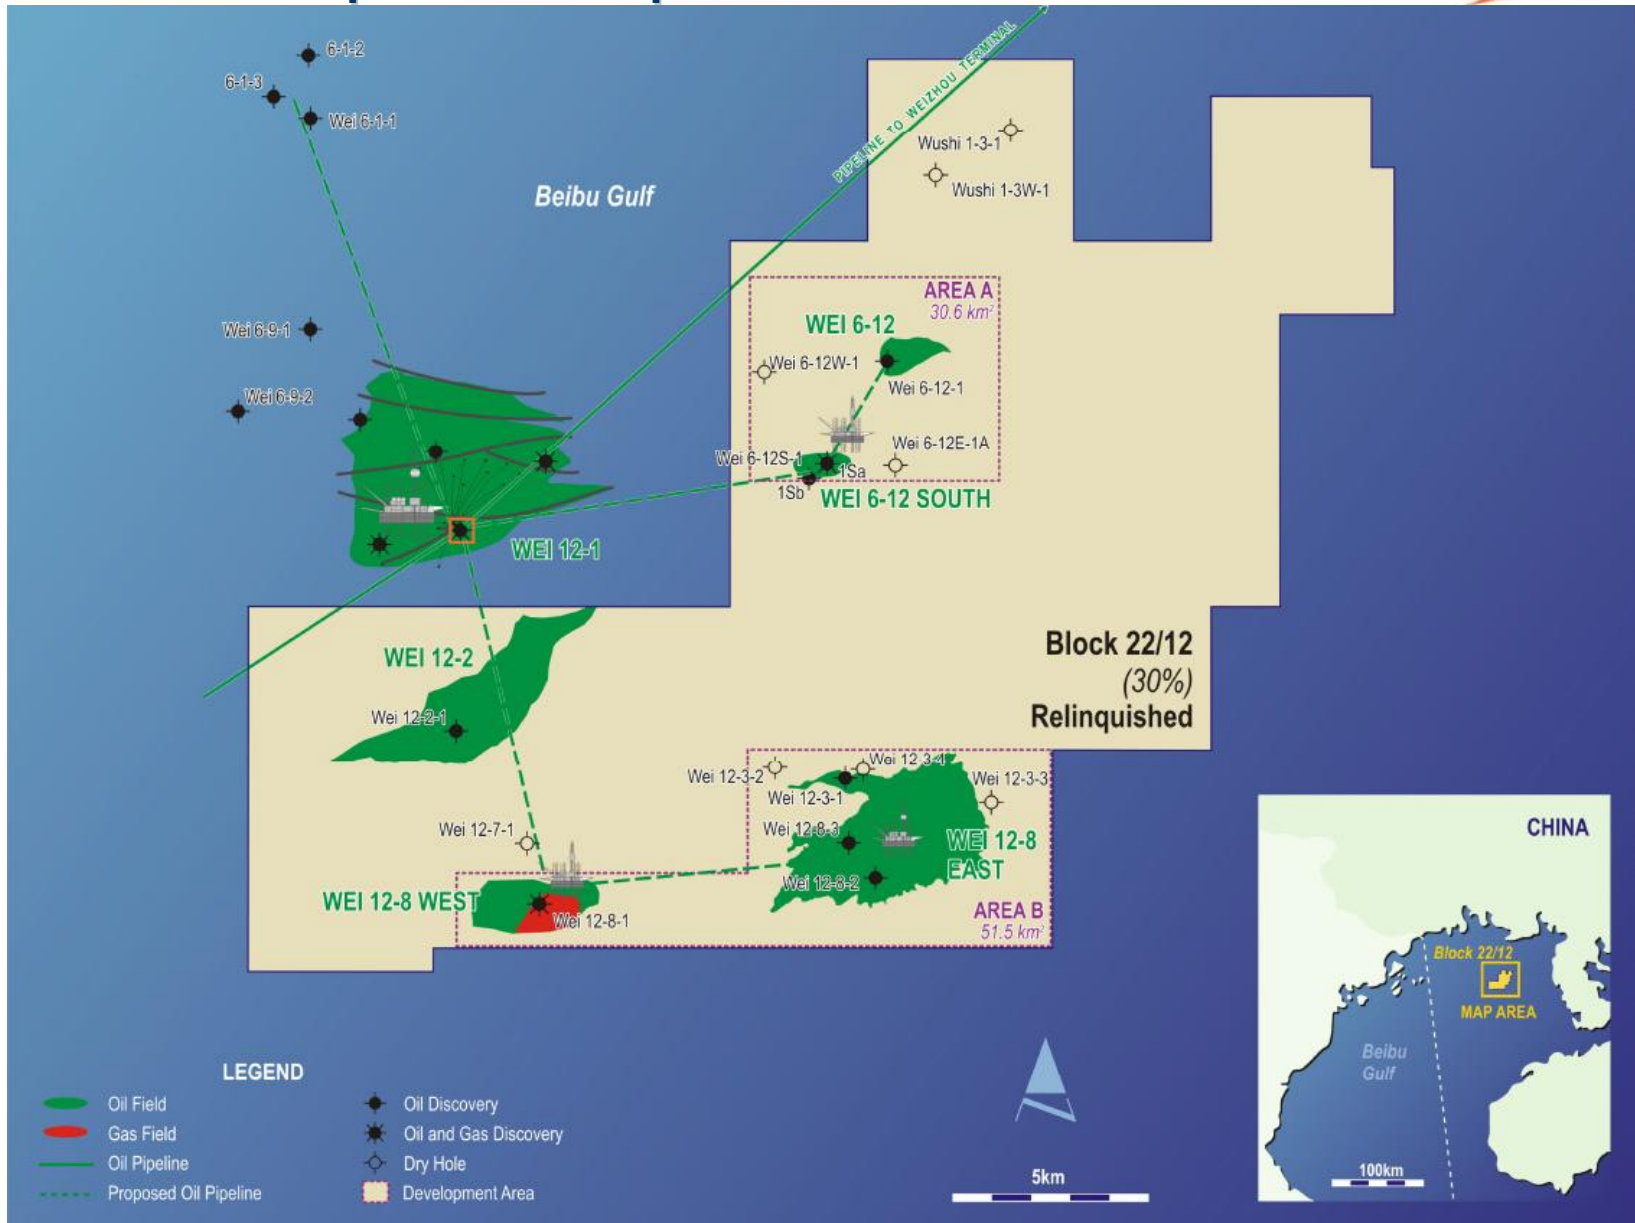 6-1-2
6-1-3
Wei 6-1-1
PIPELINE TO WEIZHOU TERMINAL
Wushi 1-3-1
Wushi 1-3W-1
Beibu Gulf
AREA A
30.6 km²
WEI 6-12
Wei 6-9-1
Wei 6-12W-1
Wei 6-12-1
Wei 6-9-2
Wei 6-12E-1A
Wei 6-12S-1
1Sa
1Sb
WEI 6-12 SOUTH
WEI 12-1
Block 22/12
(30%)
Relinquished
WEI 12-2
Wei 12-2-1
Wei 12-3-2
Wei 12-3-4
Wei 12-3-3
Wei 12-3-1
Wei 12-7-1
Wei 12-8-3
WEI 12-8
EAST
Wei 12-8-2
WEI 12-8 WEST
Wei 12-8-1
AREA B
51.5 km²
CHINA
Block 22/12
MAP AREA
Beibu
Gulf
100km
LEGEND
Oil Field
Gas Field
Oil Pipeline
Proposed Oil Pipeline
Oil Discovery
Oil and Gas Discovery
Dry Hole
Development Area
5km